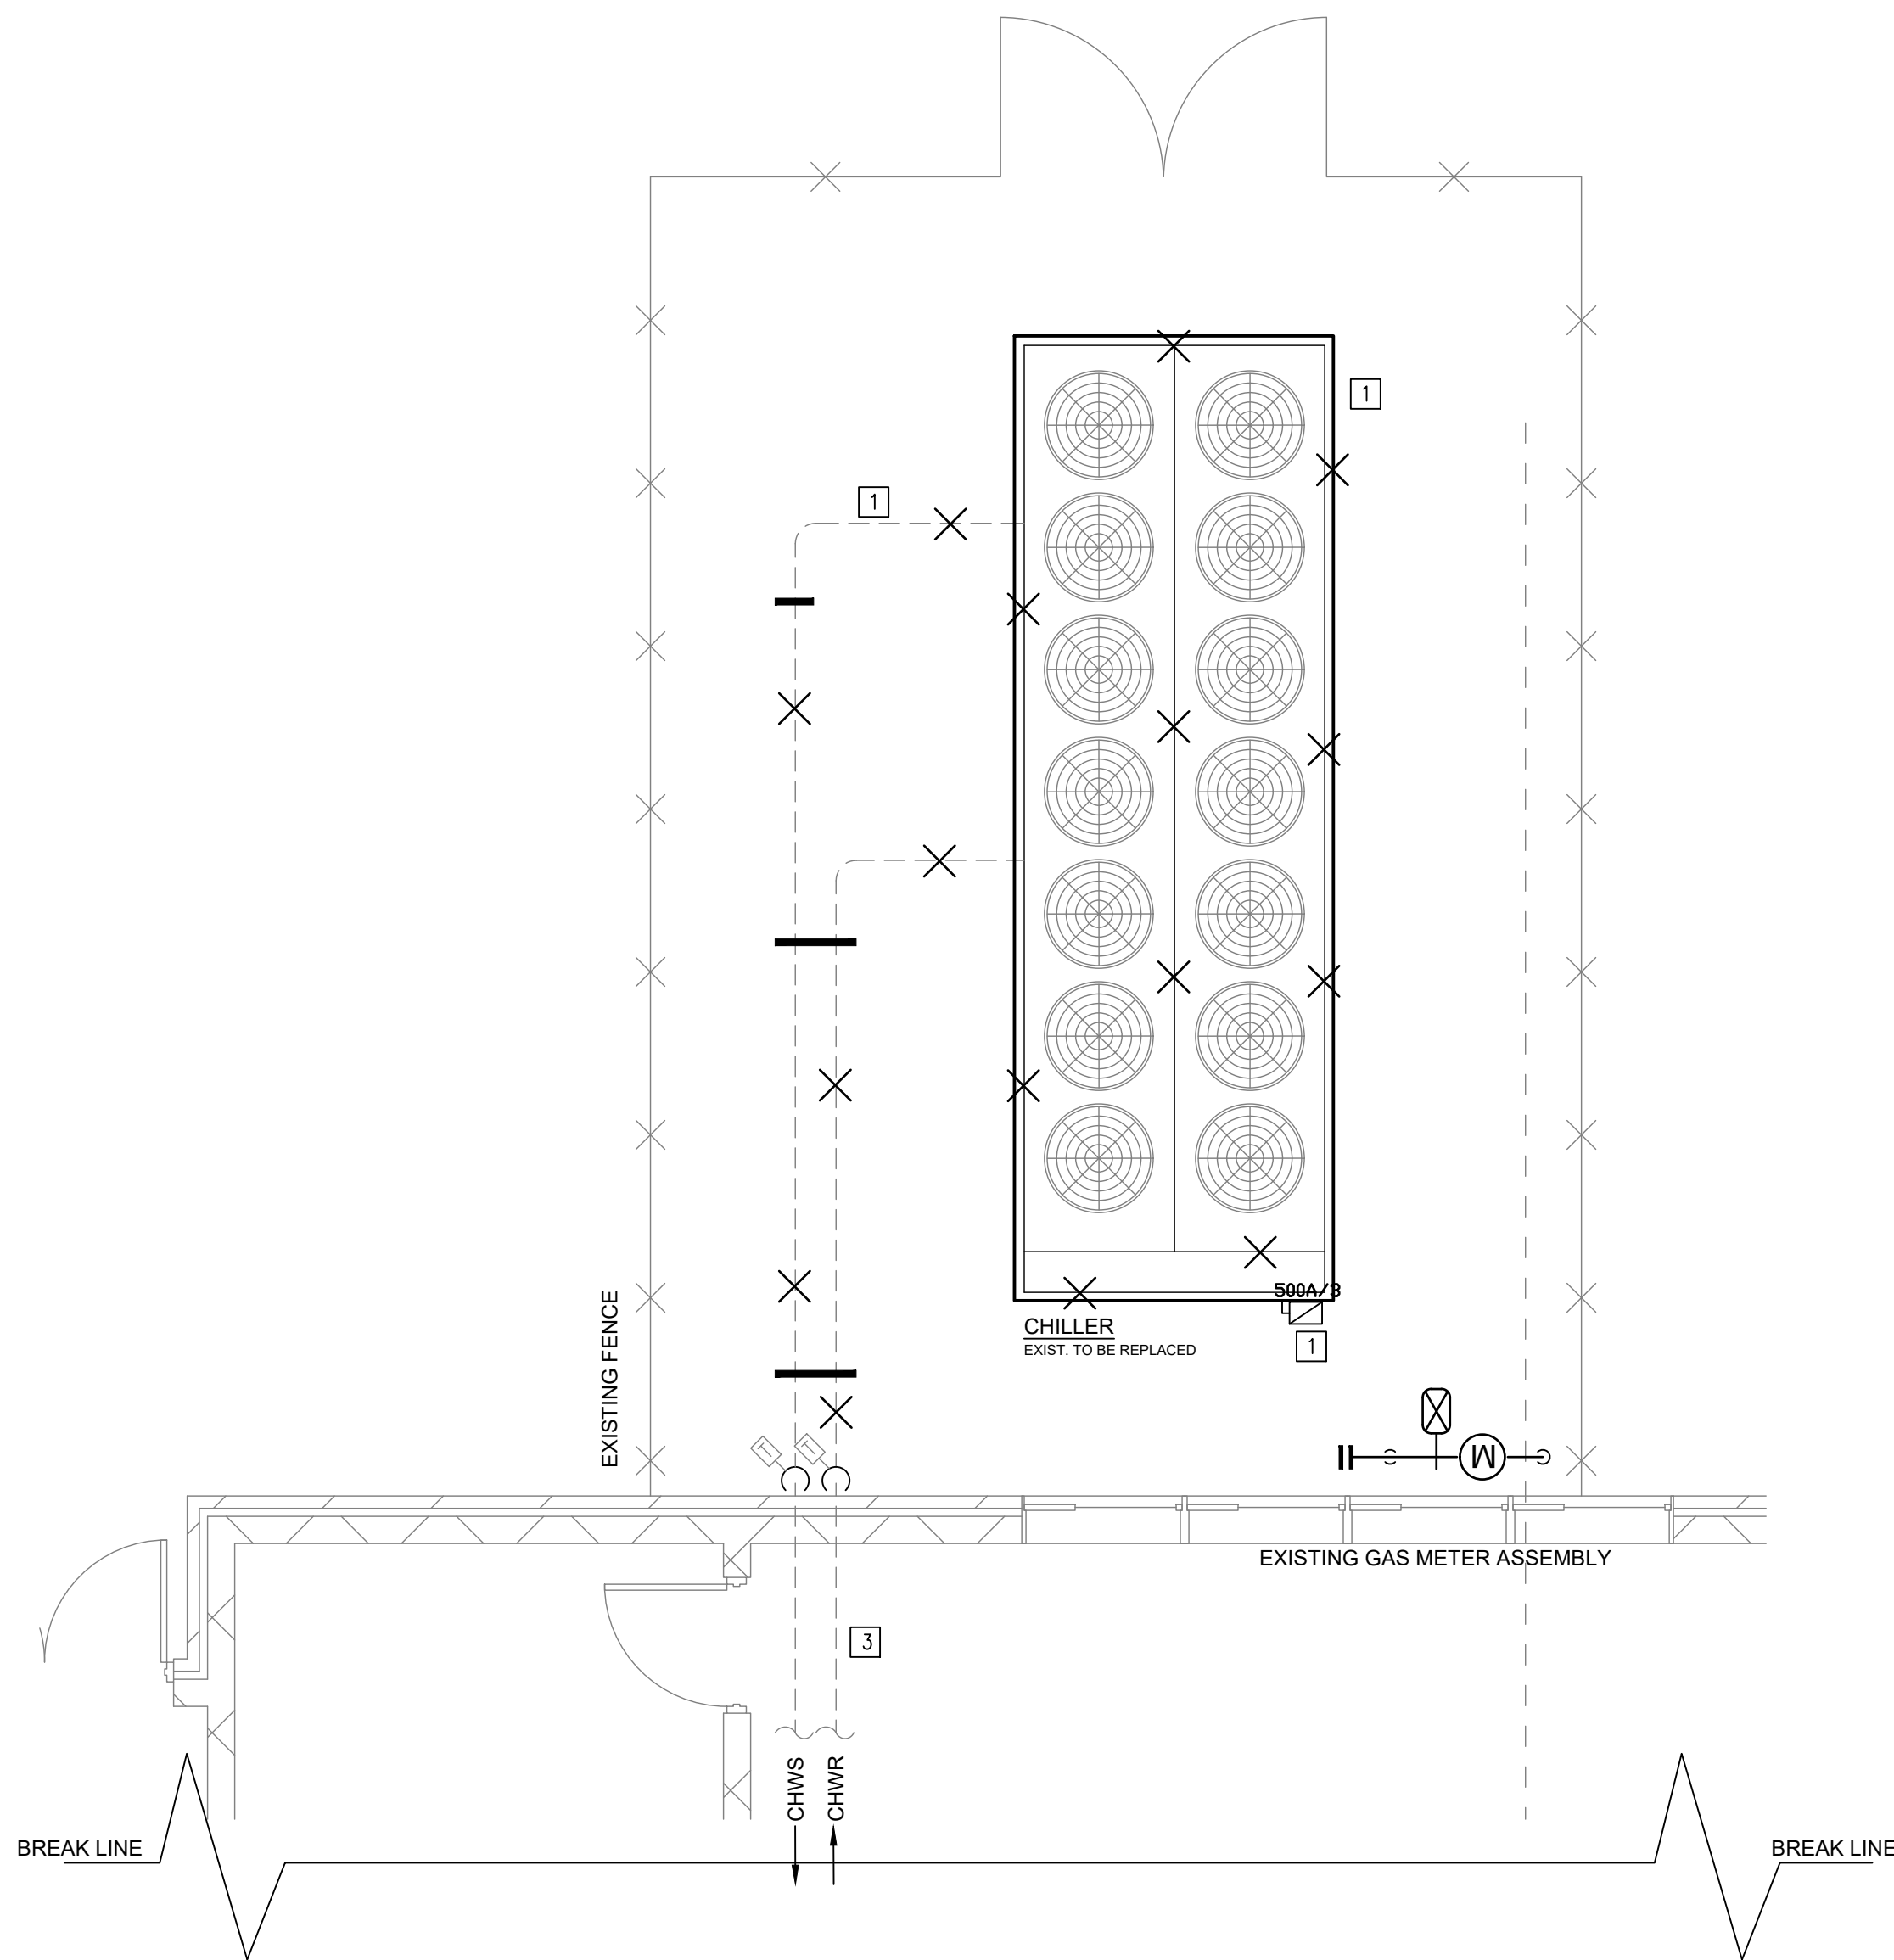 1
1
500A/3
CHILLER
EXIST. TO BE REPLACED
1
EXISTING FENCE
T
T
M
EXISTING GAS METER ASSEMBLY
3
CHWS
CHWR
BREAK LINE
BREAK LINE